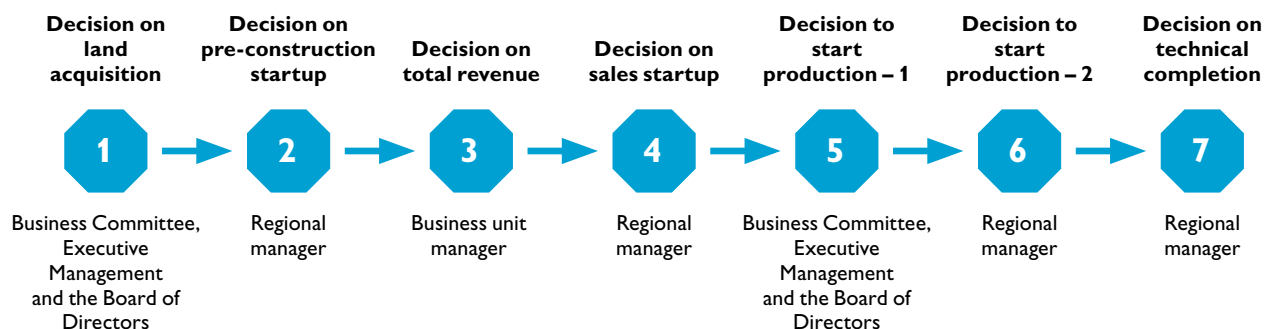 Decision on
land
acquisition
Decision on
pre-construction
startup
Decision on
total revenue
Decision on
sales startup
Decision to
start
production – 1
Decision to
start
production – 2
Decision on
technical
completion
1
2
3
4
5
6
7
Business Committee,
Executive
Management
and the Board of
Directors
Regional
manager
Business unit
manager
Regional
manager
Business Committee,
Executive
Management
and the Board of
Directors
Regional
manager
Regional
manager